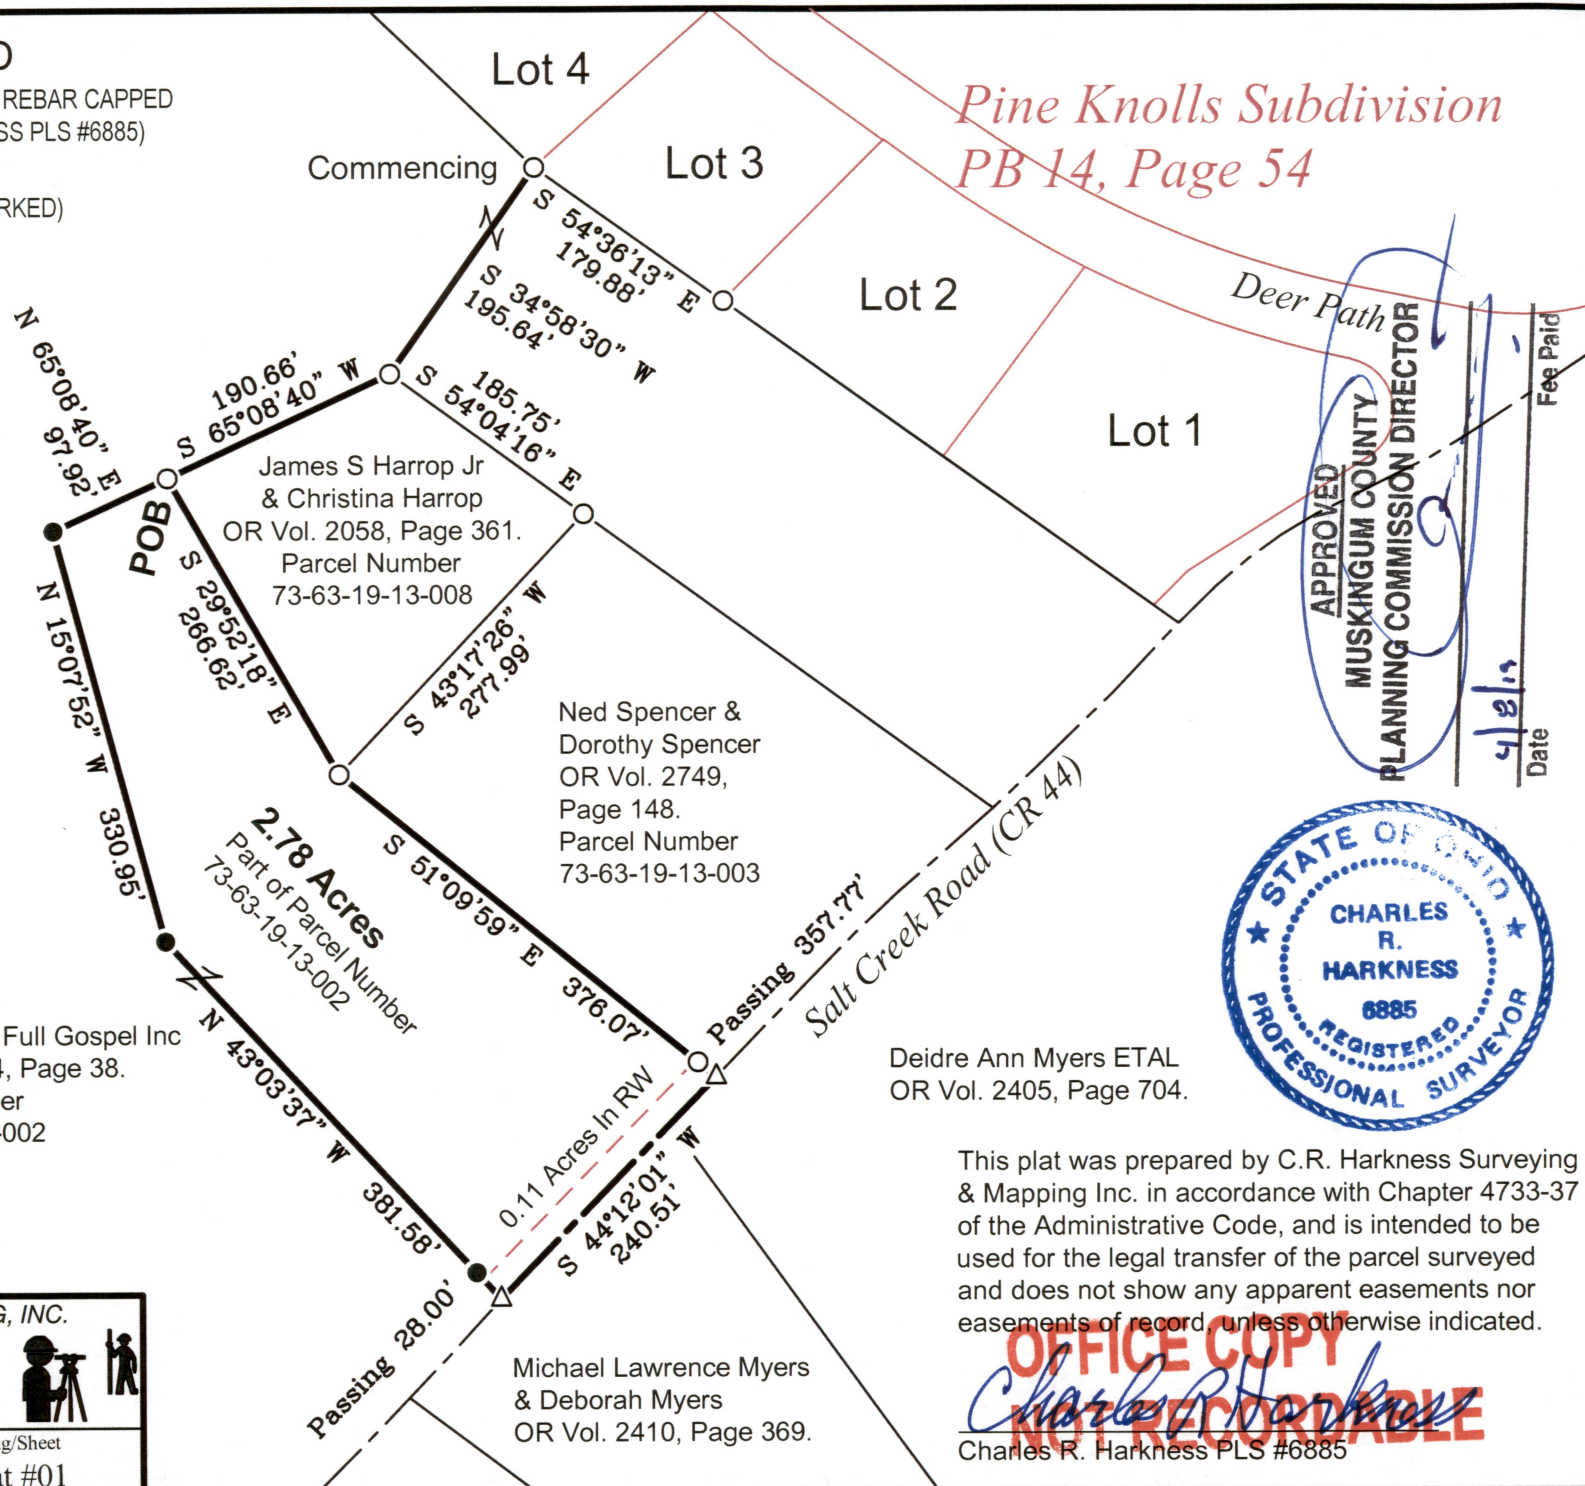 D
REBAR CAPPED
SS PLS #6885)
RKED)
Commencing
Lot 4
Lot 3
Lot 2
Lot 1
Pine Knolls Subdivision
PB 14, Page 54
Deer Path
S 54°36'13" E
179.88'
S 34°58'30" W
195.64'
190.66'
S 65°08'40" W
N 65°08'40" E
97.92'
185.75'
S 54°04'16" E
POB
James S Harrop Jr
& Christina Harrop
OR Vol. 2058, Page 361.
Parcel Number
73-63-19-13-008
S 29°52'18" E
266.62'
S 43°17'26" W
277.99'
N 15°07'52" W 330.95'
Ned Spencer &
Dorothy Spencer
OR Vol. 2749,
Page 148.
Parcel Number
73-63-19-13-003
2.78 Acres
Part of Parcel Number
73-63-19-13-002
S 51°09'59" E 376.07'
Passing 357.77'
Salt Creek Road (CR 44)
Full Gospel Inc
4, Page 38.
er
-002
N 43°03'37" W 381.58'
0.11 Acres In RW
S 44°12'01" W
240.51'
Passing 28.00'
Deidre Ann Myers ETAL
OR Vol. 2405, Page 704.
Michael Lawrence Myers
& Deborah Myers
OR Vol. 2410, Page 369.
APPROVED
MUSKINGUM COUNTY
PLANNING COMMISSION DIRECTOR
Date
Fee Paid
STATE OF OHIO
CHARLES
R.
HARKNESS
6885
REGISTERED
PROFESSIONAL SURVEYOR
This plat was prepared by C.R. Harkness Surveying
& Mapping Inc. in accordance with Chapter 4733-37
of the Administrative Code, and is intended to be
used for the legal transfer of the parcel surveyed
and does not show any apparent easements nor
easements of record, unless otherwise indicated.
OFFICE COPY
NOT RECORDABLE
Charles R Harkness
Charles R. Harkness PLS #6885
G, INC.
g/Sheet
at #01